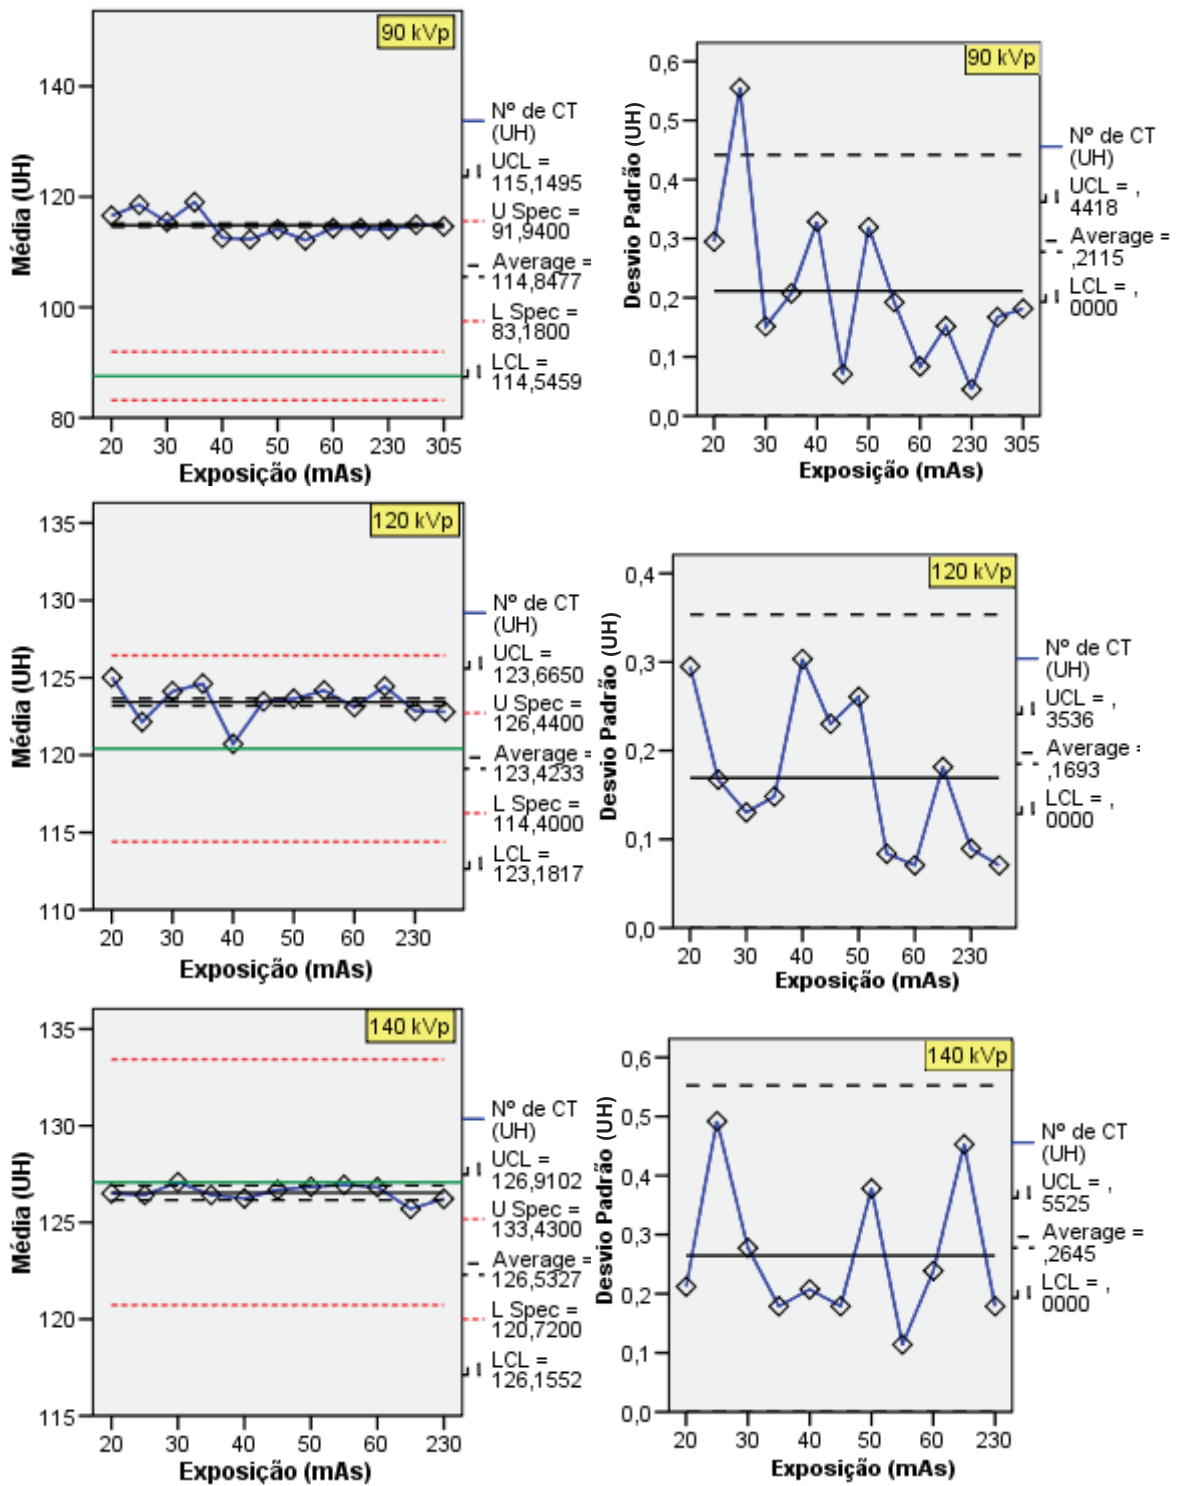 90 kVp
140
120
100
80
Média (UH)
20 30 40 50 60 230 305
Exposição (mAs)
Nº de CT
(UH)
UCL =
115,1495
U Spec =
91,9400
Average =
114,8477
L Spec =
83,1800
LCL =
114,5459
90 kVp
0,6
0,5
0,4
0,3
0,2
0,1
0,0
Desvio Padrão (UH)
20 30 40 50 60 230 305
Exposição (mAs)
Nº de CT
(UH)
UCL = ,
4418
Average =
,2115
LCL = ,
0000
120 kVp
135
130
125
120
115
110
Média (UH)
20 30 40 50 60 230
Exposição (mAs)
Nº de CT
(UH)
UCL =
123,6650
U Spec =
126,4400
Average =
123,4233
L Spec =
114,4000
LCL =
123,1817
120 kVp
0,4
0,3
0,2
0,1
0,0
Desvio Padrão (UH)
20 30 40 50 60 230
Exposição (mAs)
Nº de CT
(UH)
UCL = ,
3536
Average =
,1693
LCL = ,
0000
140 kVp
135
130
125
120
115
Média (UH)
20 30 40 50 60 230
Exposição (mAs)
Nº de CT
(UH)
UCL =
126,9102
U Spec =
133,4300
Average =
126,5327
L Spec =
120,7200
LCL =
126,1552
140 kVp
0,6
0,5
0,4
0,3
0,2
0,1
0,0
Desvio Padrão (UH)
20 30 40 50 60 230
Exposição (mAs)
Nº de CT
(UH)
UCL = ,
5525
Average =
,2645
LCL = ,
0000